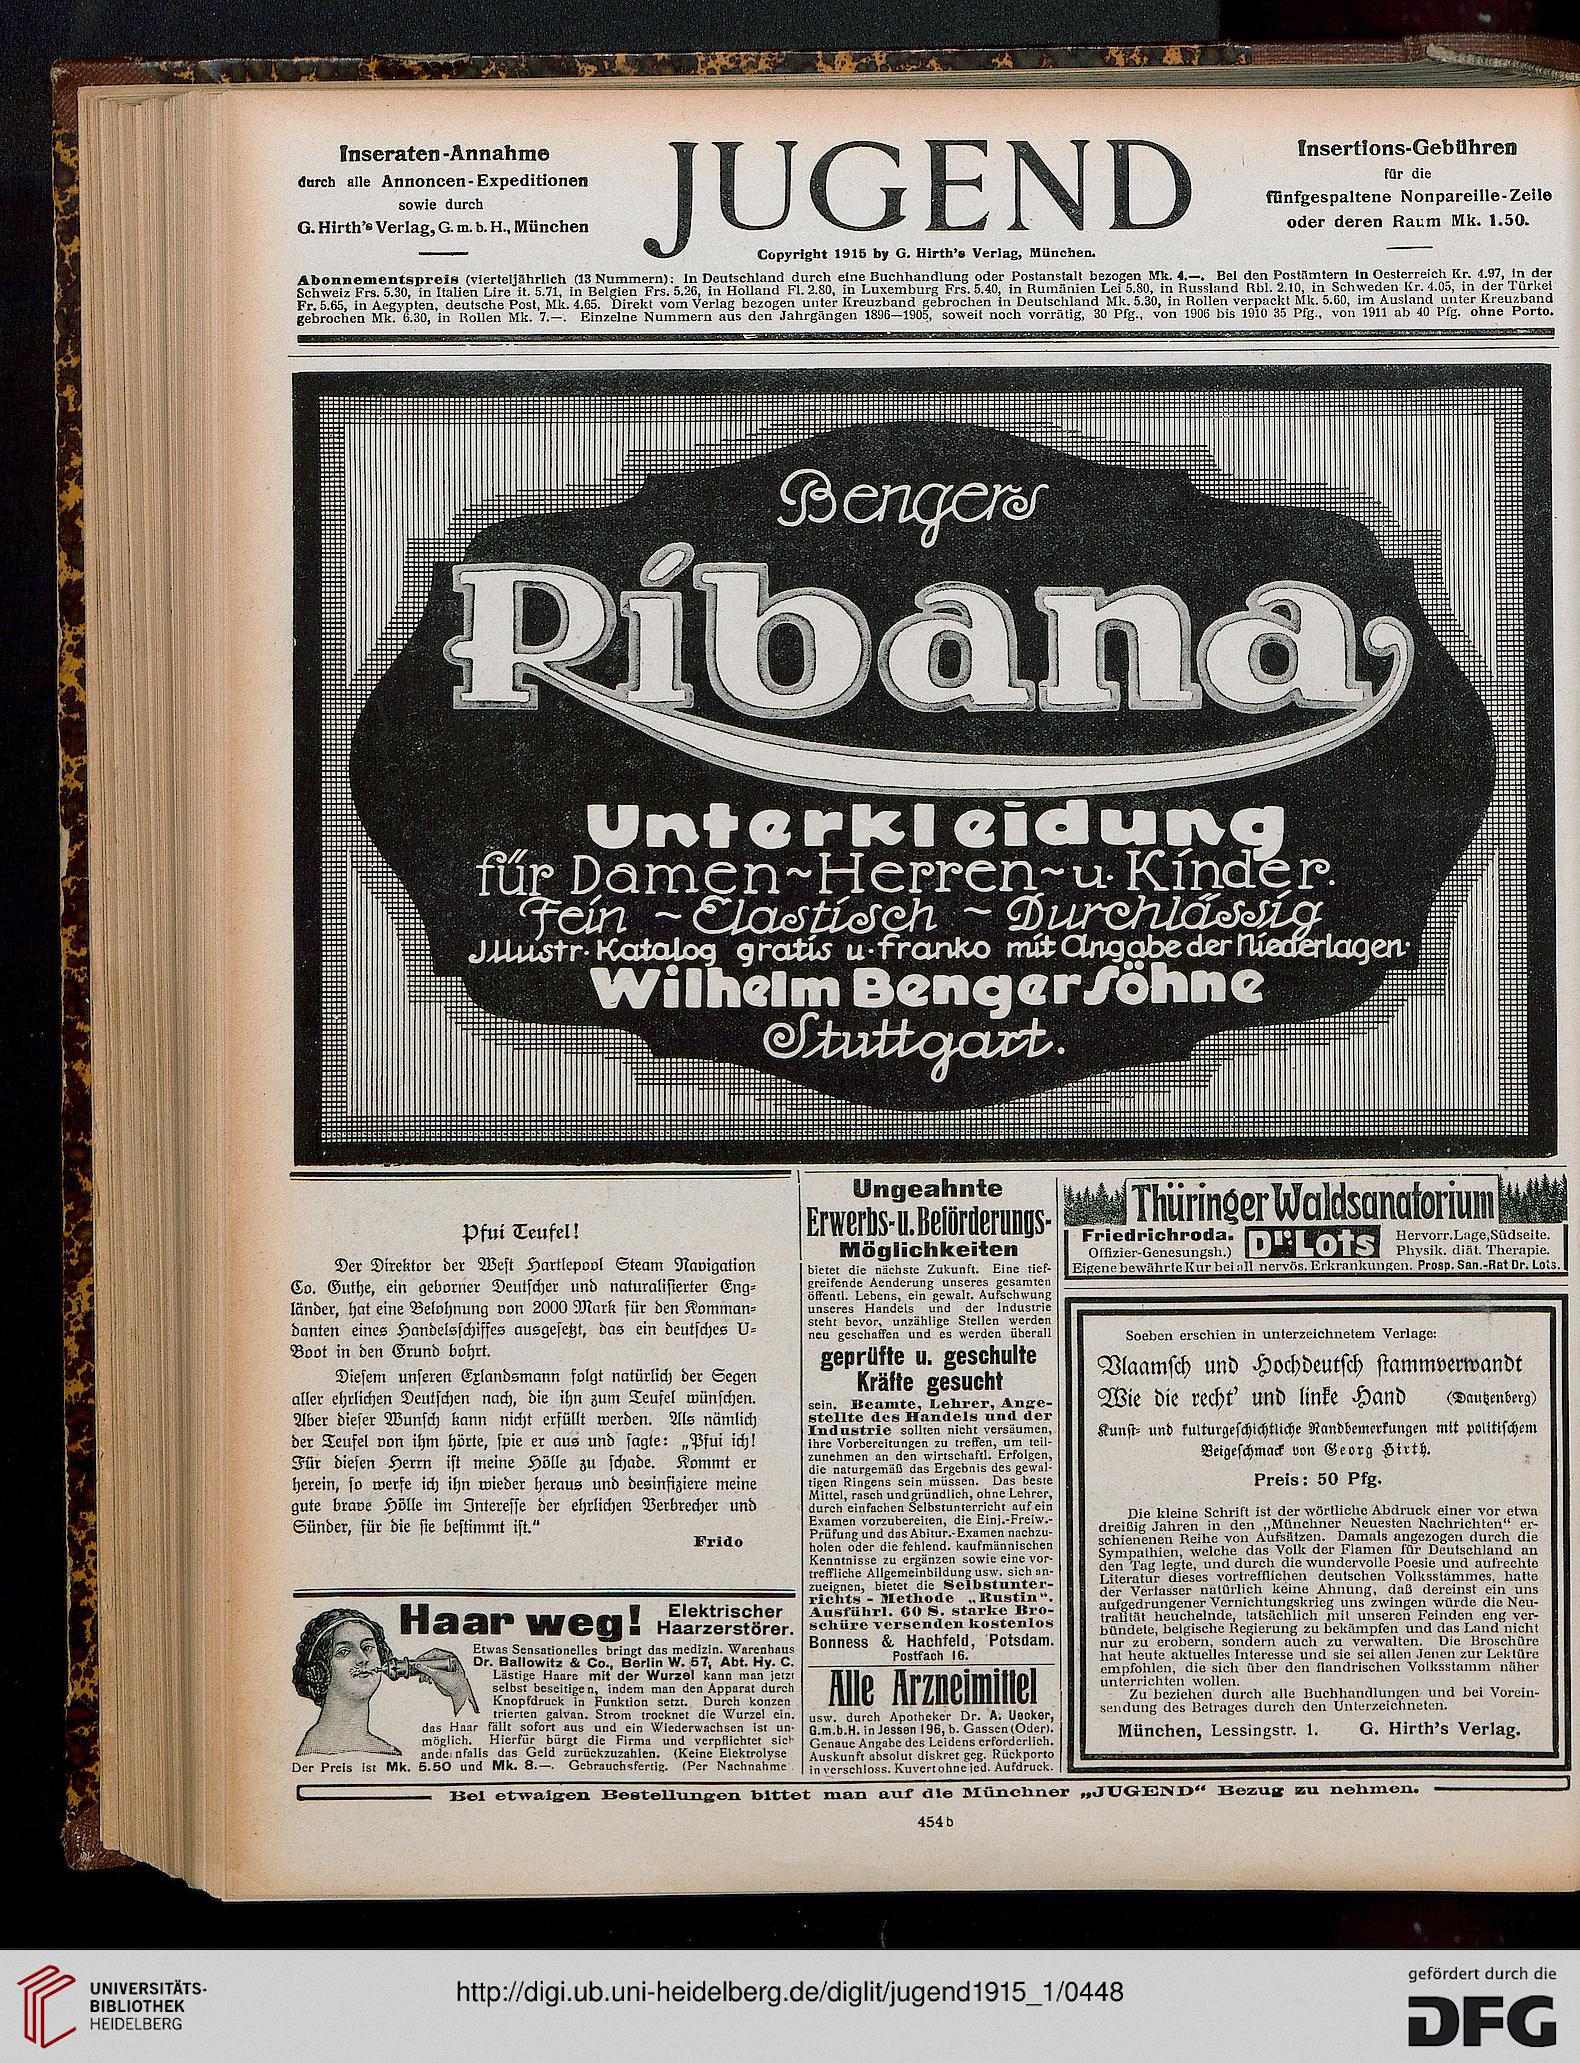 Inseraten-Annahme
durch alle Annoncen-Expeditionen
sowie durch
G. Hirth's Verlag, G. m. b. H., München
JUGEND
Copyright 1915 by G. Hirth's Verlag, München.
Insertions-Gebühren
für die
fünfgespaltene Nonpareille-Zeile
oder deren Raum Mk. 1.50.
Abonnementspreis (vierteljährlich (13 Nummern): In Deutschland durch eine Buchhandlung oder Postanstalt bezogen Mk. 4.—. Bei den Postämtern in Oesterreich Kr. 4.97, in der
Schweiz Frs. 5.30, in Italien Lire it. 5.71, in Belgien Frs. 5.26, in Holland Fl. 2.80, in Luxemburg Frs. 5.40, in Rumänien Lei 5.80, in Russland Rbl. 2.10, in Schweden Kr. 4.05, in der Türkei
Fr. 5.65, in Aegypten, deutsche Post, Mk. 4.65. Direkt vom Verlag bezogen unter Kreuzband gebrochen in Deutschland Mk. 5.30, in Rollen verpackt Mk. 5.60, im Ausland unter Kreuzband
gebrochen Mk. 6.30, in Rollen Mk. 7.—. Einzelne Nummern aus den Jahrgängen 1896—1905, soweit noch vorrätig, 30 Pfg., von 1906 bis 1910 35 Pfg., von 1911 ab 40 Pfg. ohne Porto.
Bengers
Ribana
Unterkleidung
für Damen~Herren~u. Kinder.
Fein ~ Elastisch ~ Durchlässig
Jllustr. Katalog gratis u. franko mit Angabe der Niederlagen.
Wilhelm Benger Söhne
Stuttgart.
Pfui Teufel!
Der Direktor der West Hartlepool Steam Navigation
Co. Guthe, ein geborner Deutscher und naturalisierter Eng-
länder, hat eine Belohnung von 2000 Mark für den Komman-
danten eines Handelsschiffes ausgesetzt, das ein deutsches U-
Boot in den Grund bohrt.
Diesem unseren Exlandsmann folgt natürlich der Segen
aller ehrlichen Deutschen nach, die ihn zum Teufel wünschen.
Aber dieser Wunsch kann nicht erfüllt werden. Als nämlich
der Teufel von ihm hörte, spie er aus und sagte: „Pfui ich!
Für diesen Herrn ist meine Hölle zu schade. Kommt er
herein, so werfe ich ihn wieder heraus und desinfiziere meine
gute brave Hölle im Interesse der ehrlichen Verbrecher und
Sünder, für die sie bestimmt ist."
Frido
Haar weg! Elektrischer
Haarzerstörer.
Etwas Sensationelles bringt das medizin. Warenhaus
Dr. Ballowitz & Co., Berlin W. 57, Abt. Hy. C.
Lästige Haare mit der Wurzel kann man jetzt
selbst beseitigen, indem man den Apparat durch
Knopfdruck in Funktion setzt. Durch konzen
trierten galvan. Strom trocknet die Wurzel ein,
das Haar fällt sofort aus und ein Wiederwachsen ist un-
möglich. Hierfür bürgt die Firma und verpflichtet sich
andernfalls das Geld zurückzuzahlen. (Keine Elektrolyse
Der Preis ist Mk. 5.50 und Mk. 8.—. Gebrauchsfertig. (Per Nachnahme
Ungeahnte
Erwerbs- u. Beförderungs-
Möglichkeiten
bietet die nächste Zukunft. Eine tief-
greifende Aenderung unseres gesamten
öffentl. Lebens, ein gewalt. Aufschwung
unseres Handels und der Industrie
steht bevor, unzählige Stellen werden
neu geschaffen und es werden überall
geprüfte u. geschulte
Kräfte gesucht
sein. Beamte, Lehrer, Ange-
stellte des Handels und der
Industrie sollten nicht versäumen,
ihre Vorbereitungen zu treffen, um teil-
zunehmen an den wirtschaftl. Erfolgen,
die naturgemäß das Ergebnis des gewal-
tigen Ringens sein müssen. Das beste
Mittel, rasch und gründlich, ohne Lehrer,
durch einfachen Selbstunterricht auf ein
Examen vorzubereiten, die Einj.-Freiw.-
Prüfung und das Abitur.-Examen nachzu-
holen oder die fehlend. kaufmännischen
Kenntnisse zu ergänzen sowie eine vor-
treffliche Allgemeinbildung usw. sich an-
zueignen, bietet die Selbstunter-
richts-Methode „Rustin".
Ausführl. 60 S. starke Bro-
schüre versenden kostenlos
Bonness & Hachfeld, Potsdam.
Postfach 16.
Alle Arzneimittel
usw. durch Apotheker Dr. A. Uecker,
G.m.b.H. in Jessen 196, b. Gassen (Oder).
Genaue Angabe des Leidens erforderlich.
Auskunft absolut diskret geg. Rückporto
in verschloss. Kuvert ohne jed. Aufdruck.
Thüringer Waldsanatorium
Friedrichroda.
Offizier-Genesungsh.)
Dr. Lots
Hervorr. Lage, Südseite.
Physik. diät. Therapie.
Eigene bewährte Kur bei all nervös. Erkrankungen. Prosp. San.-Rat Dr. Lots.
Soeben erschien in unterzeichnetem Verlage:
Vlaamsch und Hochdeutsch stammverwandt
Wie die recht' und linke Hand (Dautzenberg)
Kunst- und kulturgeschichtliche Randbemerkungen mit politischem
Beigeschmack von Georg Hirth.
Preis: 50 Pfg.
Die kleine Schrift ist der wörtliche Abdruck einer vor etwa
dreißig Jahren in den „Münchner Neuesten Nachrichten" er-
schienenen Reihe von Aufsätzen. Damals angezogen durch die
Sympathien, welche das Volk der Flamen für Deutschland an
den Tag legte, und durch die wundervolle Poesie und aufrechte
Literatur dieses vortrefflichen deutschen Volksstammes, hatte
der Verfasser natürlich keine Ahnung, daß dereinst ein uns
aufgedrungener Vernichtungskrieg uns zwingen würde die Neu-
tralität heuchelnde, tatsächlich mit unseren Feinden eng ver-
bündete, belgische Regierung zu bekämpfen und das Land nicht
nur zu erobern, sondern auch zu verwalten. Die Broschüre
hat heute aktuelles Interesse und sie sei allen Jenen zur Lektüre
empfohlen, die sich über den flandrischen Volksstamm näher
unterrichten wollen.
Zu beziehen durch alle Buchhandlungen und bei Vorein-
sendung des Betrages durch den Unterzeichneten.
München, Lessingstr. 1. G. Hirth's Verlag.
Bei etwaigen Bestellungen bittet man auf die Münchner „JUGEND" Bezug zu nehmen.
454 b
UNIVERSITÄTS-
BIBLIOTHEK
HEIDELBERG
http://digi.ub.uni-heidelberg.de/diglit/jugend1915_1/0448
gefördert durch die
DFG